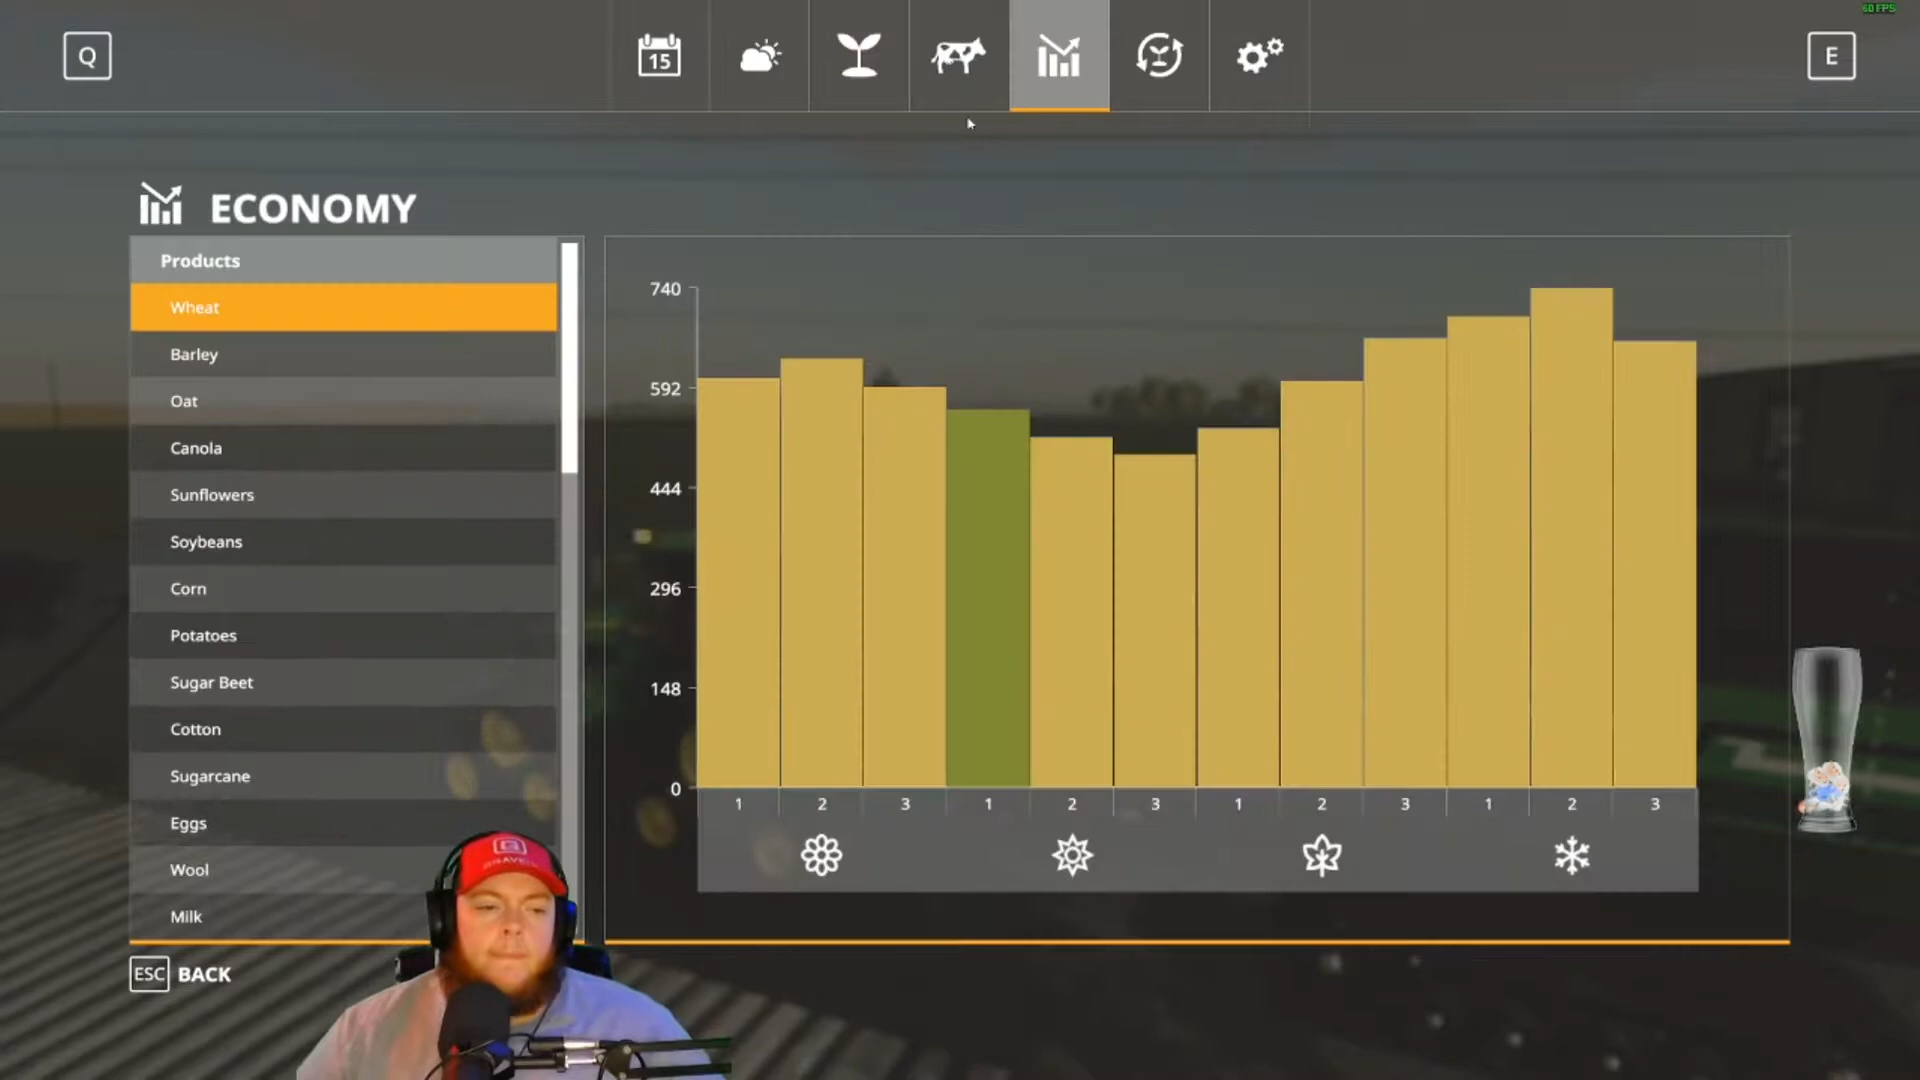 60 FPS
Q
15
E
ECONOMY
Products
Wheat
Barley
Oat
Canola
Sunflowers
Soybeans
Corn
Potatoes
Sugar Beet
Cotton
Sugarcane
Eggs
Wool
Milk
740
592
444
296
148
0
1 2 3 1 2 3 1 2 3 1 2 3
ESC BACK